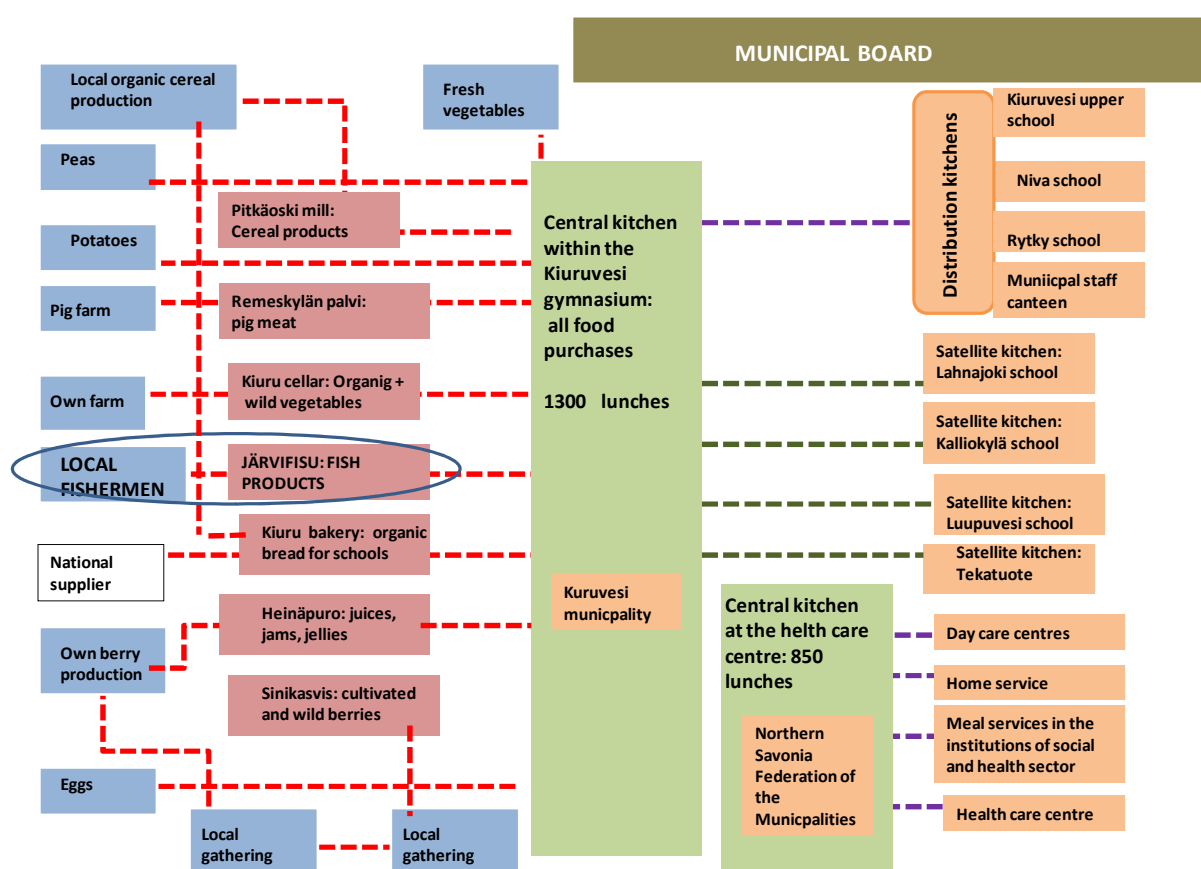 MUNICIPAL BOARD
Local organic cereal
production
Fresh
vegetables
Peas
Pitkäoski mill:
Cereal products
Potatoes
Pig farm
Remeskylän palvi:
pig meat
Own farm
Kiuru cellar: Organig +
wild vegetables
LOCAL
FISHERMEN
JÄRVIFISU: FISH
PRODUCTS
Kiuru bakery: organic
bread for schools
National
supplier
Heinäpuro: juices,
jams, jellies
Own berry
production
Sinikasvis: cultivated
and wild berries
Eggs
Local
gathering
Local
gathering
Central kitchen
within the
Kiuruvesi
gymnasium:
all food
purchases
1300 lunches
Kuruvesi
municpality
Distribution kitchens
Kiuruvesi upper
school
Niva school
Rytky school
Muniicpal staff
canteen
Satellite kitchen:
Lahnajoki school
Satellite kitchen:
Kalliokylä school
Satellite kitchen:
Luupuvesi school
Satellite kitchen:
Tekatuote
Central kitchen
at the helth care
centre: 850
lunches
Northern
Savonia
Federation of
the
Municpalities
Day care centres
Home service
Meal services in the
institutions of social
and health sector
Health care centre